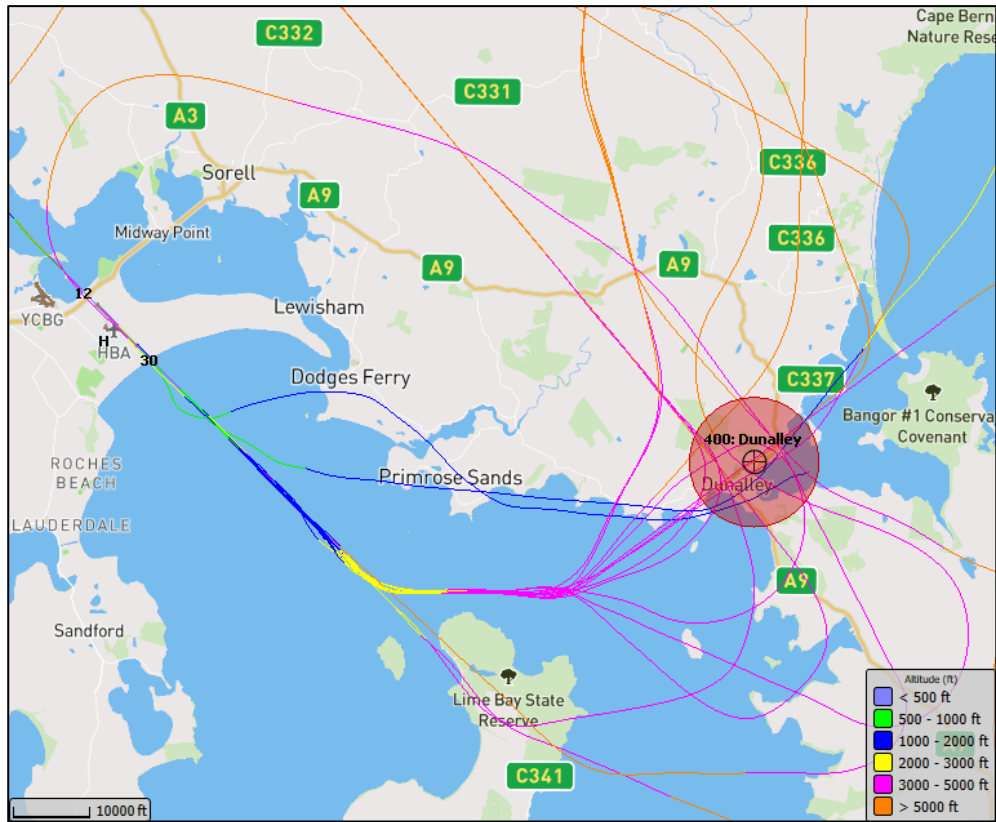 Cape Bern
Nature Rese
C332
C331
A3
Sorell
C336
A9
Midway Point
C336
A9
A9
12
YCBG
H
HBA
30
Lewisham
Dodges Ferry
C337
Bangor #1 Conserva
Covenant
400: Dunalley
Dunalley
ROCHES
BEACH
Primrose Sands
LAUDERDALE
A9
Sandford
Lime Bay State
Reserve
C341
Altitude (ft)
< 500 ft
500 - 1000 ft
1000 - 2000 ft
2000 - 3000 ft
3000 - 5000 ft
> 5000 ft
10000 ft